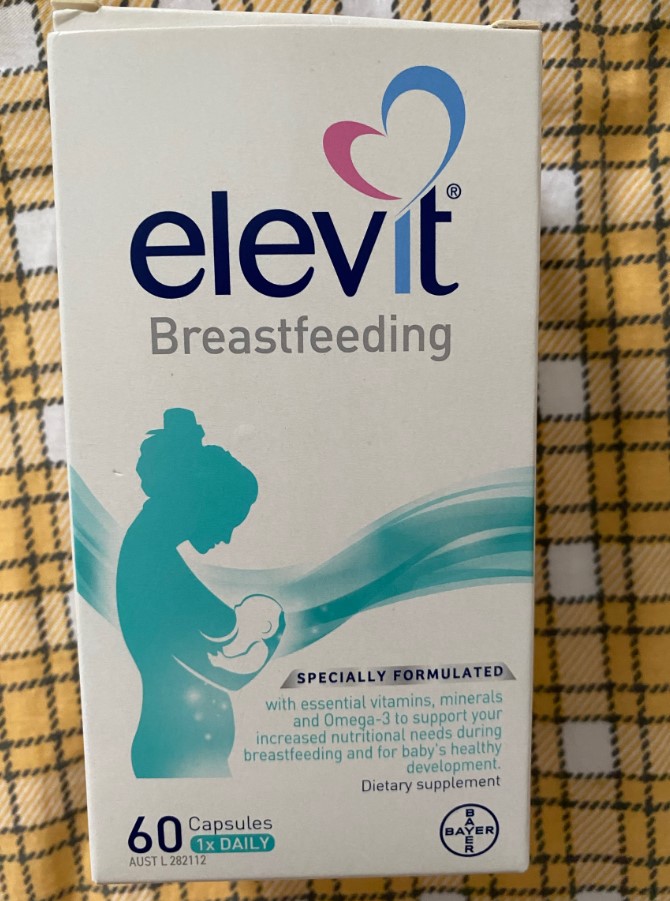 elevit®
Breastfeeding
SPECIALLY FORMULATED
with essential vitamins, minerals
and Omega-3 to support your
increased nutritional needs during
breastfeeding and for baby's healthy
development.
Dietary supplement
60 Capsules
1x DAILY
AUST L 282112
BAYER
BAYER